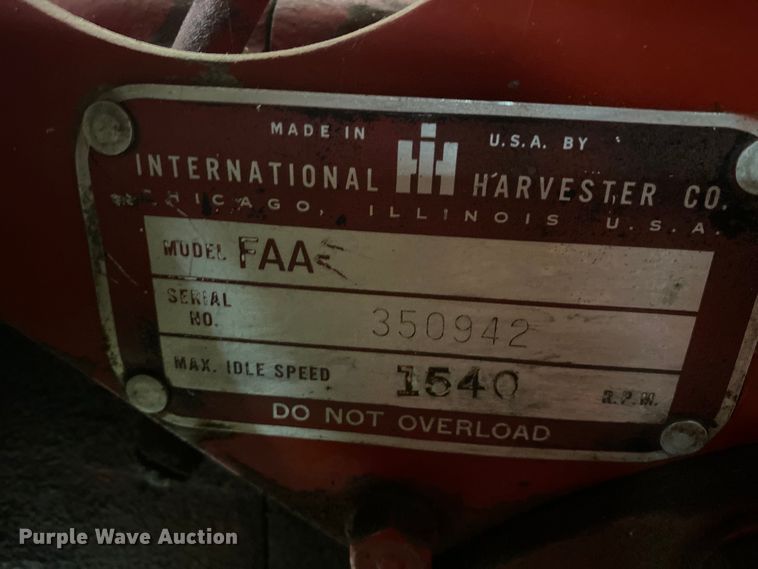 MADE IN IH U.S.A. BY
INTERNATIONAL HARVESTER CO.
CHICAGO, ILLINOIS U.S.A.
MODEL FAA
SERIAL NO. 350942
MAX. IDLE SPEED 1540 R.P.M.
DO NOT OVERLOAD
Purple Wave Auction